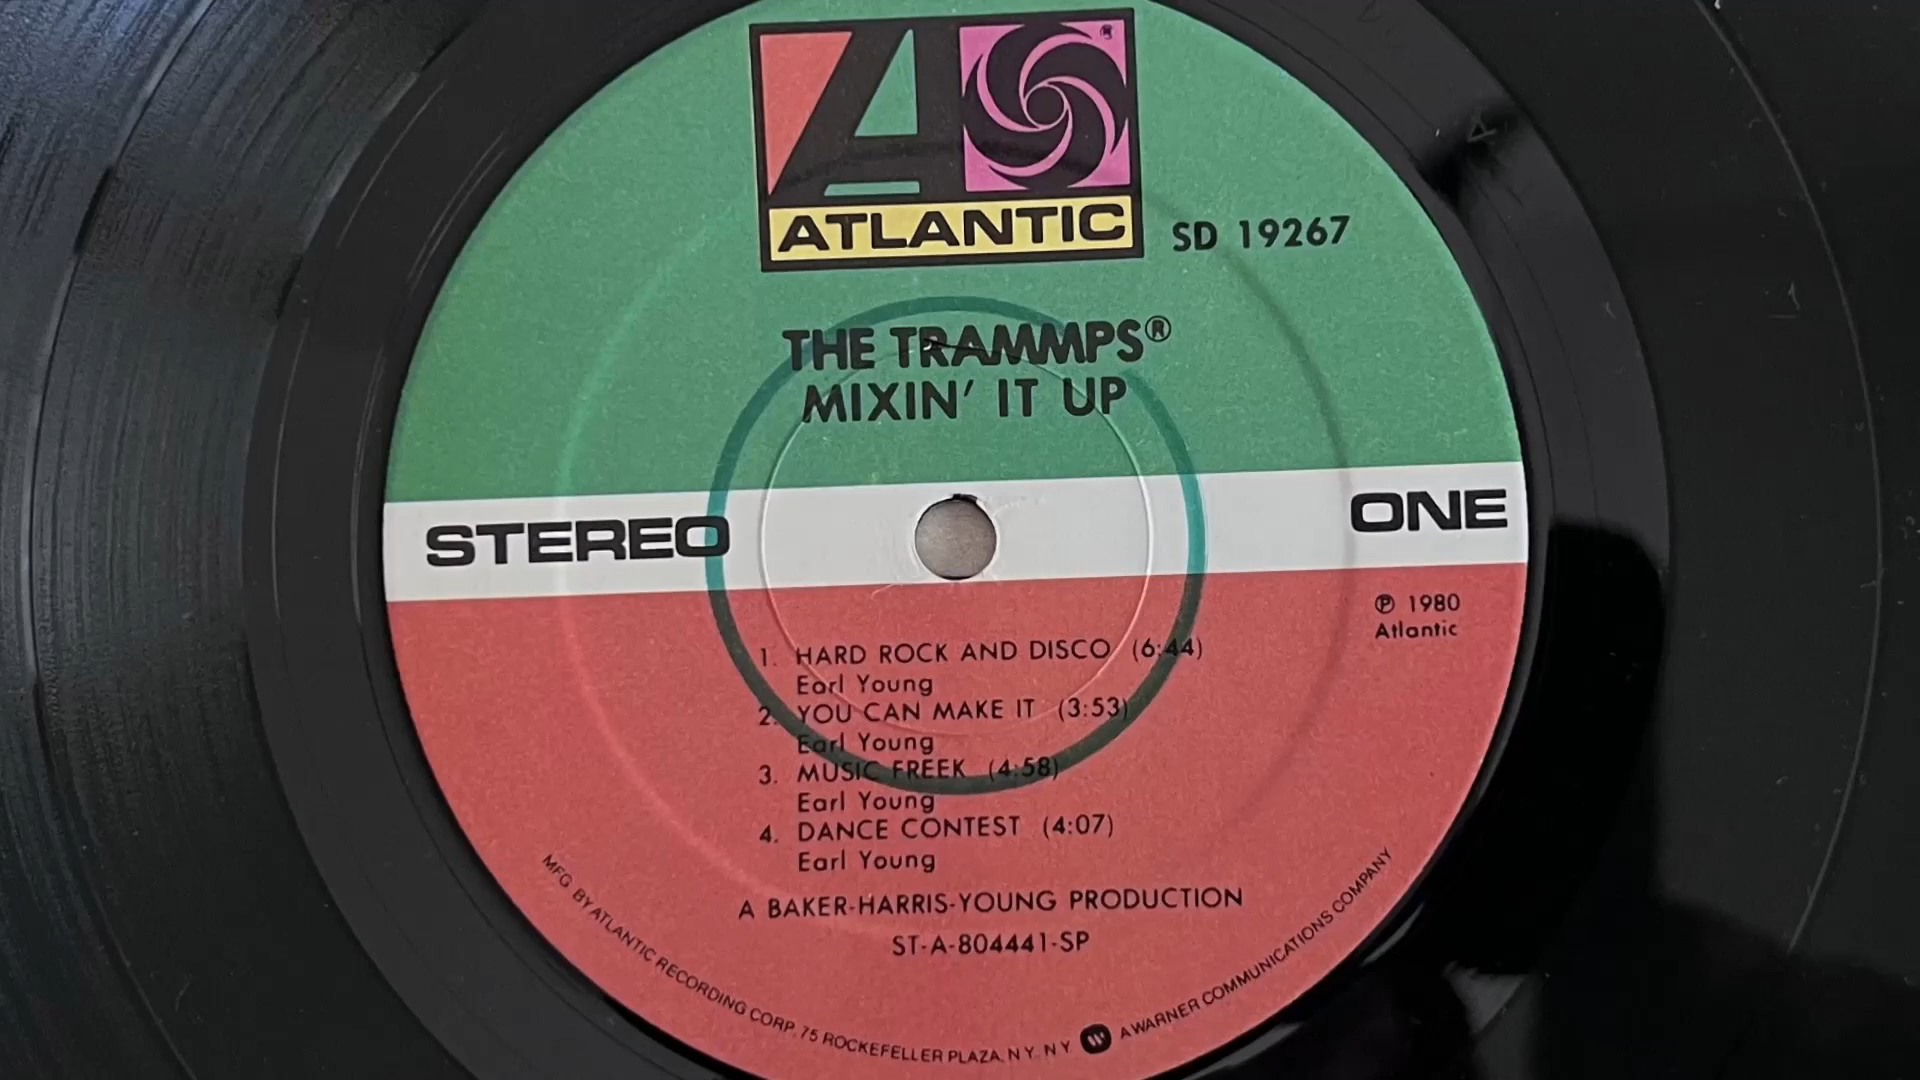 ATLANTIC
SD 19267
THE TRAMMPS®
MIXIN' IT UP
STEREO
ONE
℗ 1980
Atlantic
1. HARD ROCK AND DISCO (6:44)
Earl Young
2. YOU CAN MAKE IT (3:53)
Earl Young
3. MUSIC FREEK (4:58)
Earl Young
4. DANCE CONTEST (4:07)
Earl Young
A BAKER-HARRIS-YOUNG PRODUCTION
ST-A-804441-SP
MFG. BY ATLANTIC RECORDING CORP. 75 ROCKEFELLER PLAZA, N.Y. N.Y. A WARNER COMMUNICATIONS COMPANY